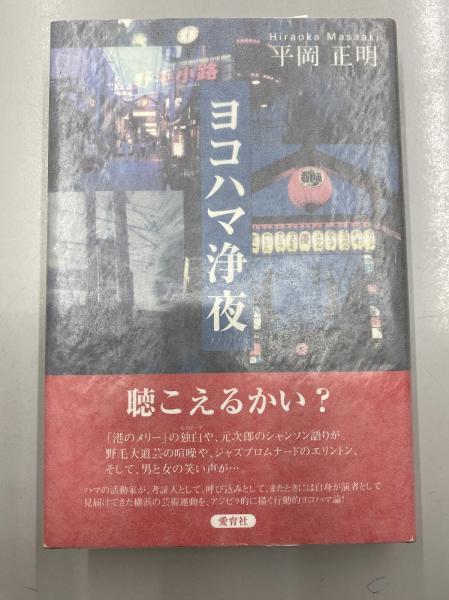 Hiraoka Masaaki
平岡 正明
野毛小路
ヨコハマ浄夜
聴こえるかい?
「港のメリー」の独白や、元次郎のシャンソン語りが。
野毛大道芸の喧噪や、ジャズプロムナードのエリントン、
そして、男と女の笑い声が…。
ハマの活動家が、考証人として、呼び込みとして、またときには自身が演者として
見届けてきた横浜の芸術運動を、アジビラ的に描く行動的ヨコハマ論!
愛育社